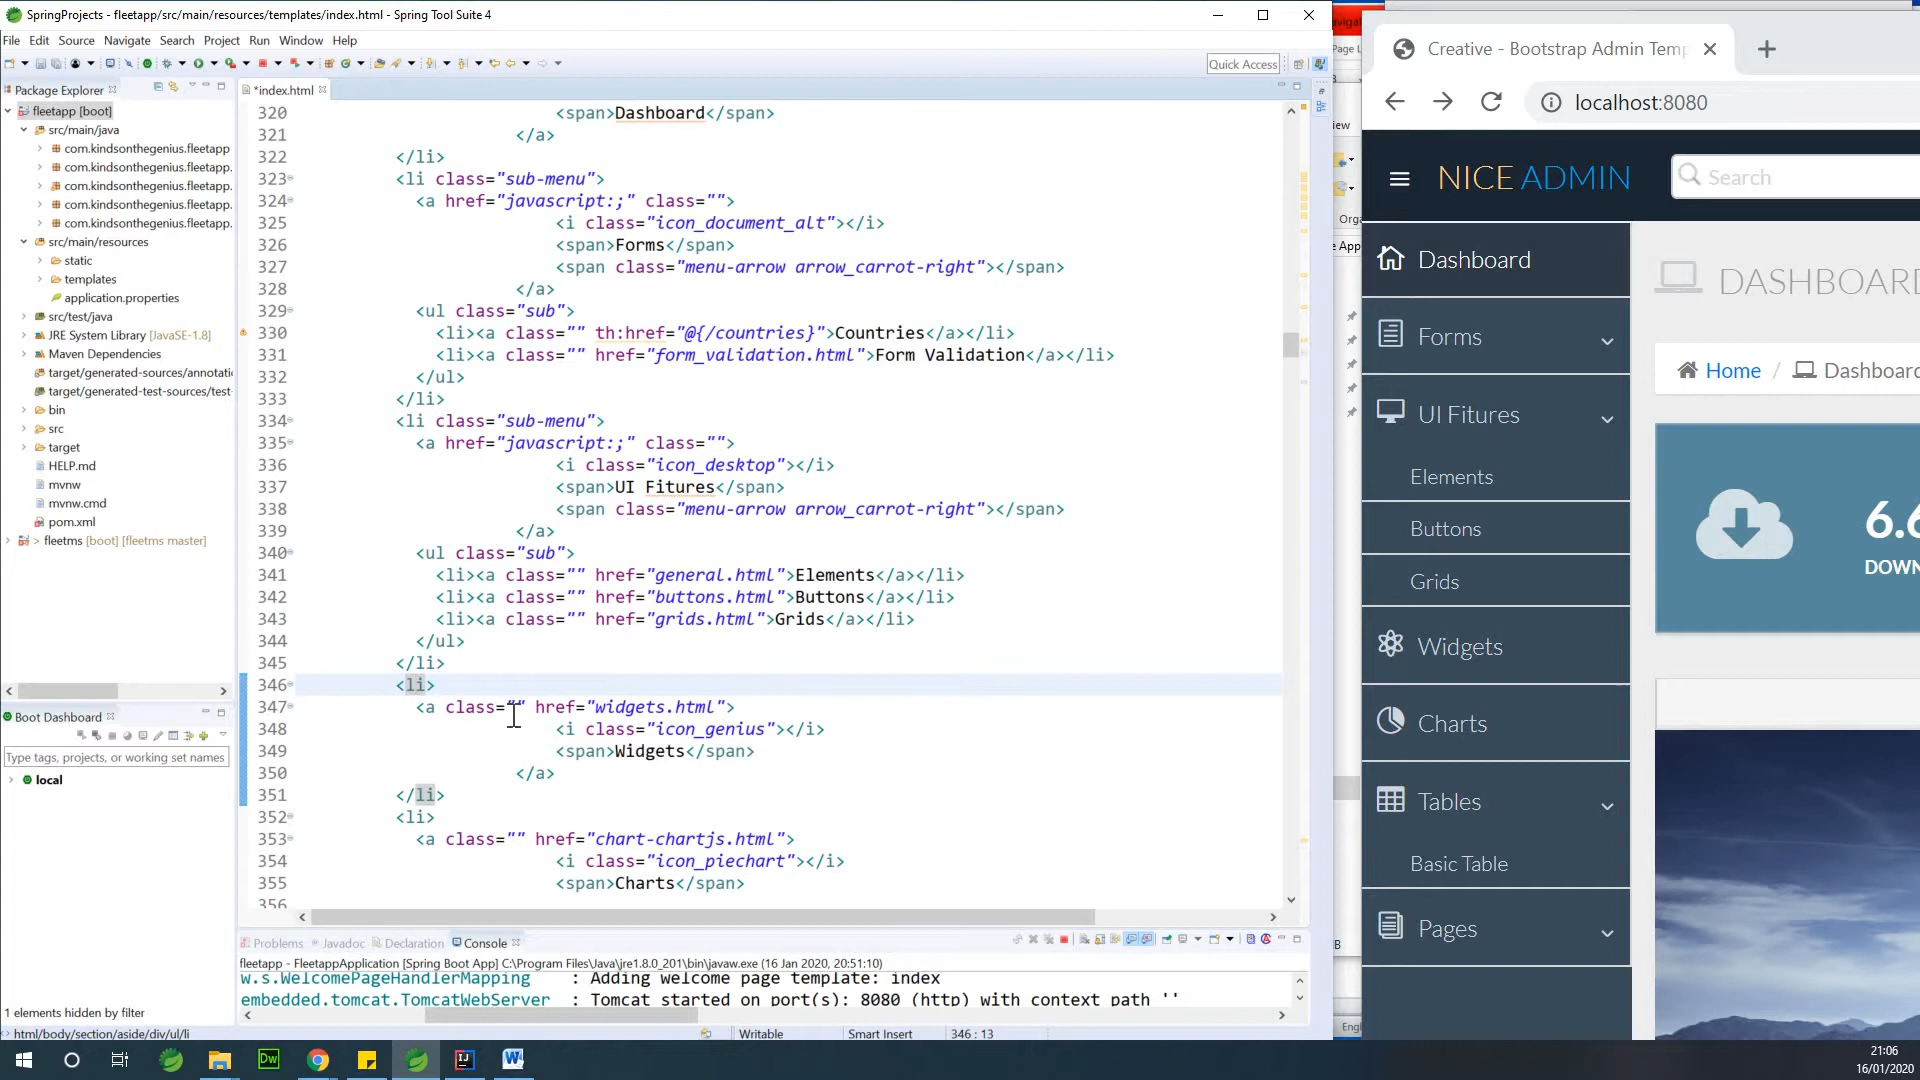 SpringProjects - fleetapp/src/main/resources/templates/index.html - Spring Tool Suite 4
File Edit Source Navigate Search Project Run Window Help
Quick Access
Package Explorer
fleetapp [boot]
src/main/java
com.kindsonthegenius.fleetapp
com.kindsonthegenius.fleetapp.
com.kindsonthegenius.fleetapp.
com.kindsonthegenius.fleetapp.
com.kindsonthegenius.fleetapp.
src/main/resources
static
templates
application.properties
src/test/java
JRE System Library [JavaSE-1.8]
Maven Dependencies
target/generated-sources/annotati
target/generated-test-sources/test-
bin
src
target
HELP.md
mvnw
mvnw.cmd
pom.xml
> fleetms [boot] [fleetms master]
Boot Dashboard
Type tags, projects, or working set names
local
1 elements hidden by filter
*index.html
320 <span>Dashboard</span>
321 </a>
322 </li>
323 <li class="sub-menu">
324 <a href="javascript:;" class="">
325 <i class="icon_document_alt"></i>
326 <span>Forms</span>
327 <span class="menu-arrow arrow_carrot-right"></span>
328 </a>
329 <ul class="sub">
330 <li><a class="" th:href="@{/countries}">Countries</a></li>
331 <li><a class="" href="form_validation.html">Form Validation</a></li>
332 </ul>
333 </li>
334 <li class="sub-menu">
335 <a href="javascript:;" class="">
336 <i class="icon_desktop"></i>
337 <span>UI Fitures</span>
338 <span class="menu-arrow arrow_carrot-right"></span>
339 </a>
340 <ul class="sub">
341 <li><a class="" href="general.html">Elements</a></li>
342 <li><a class="" href="buttons.html">Buttons</a></li>
343 <li><a class="" href="grids.html">Grids</a></li>
344 </ul>
345 </li>
346 <li>
347 <a class="" href="widgets.html">
348 <i class="icon_genius"></i>
349 <span>Widgets</span>
350 </a>
351 </li>
352 <li>
353 <a class="" href="chart-chartjs.html">
354 <i class="icon_piechart"></i>
355 <span>Charts</span>
356
Problems Javadoc Declaration Console
fleetapp - FleetappApplication [Spring Boot App] C:\Program Files\Java\jre1.8.0_201\bin\javaw.exe (16 Jan 2020, 20:51:10)
w.s.WelcomePageHandlerMapping : Adding welcome page template: index
embedded.tomcat.TomcatWebServer : Tomcat started on port(s): 8080 (http) with context path ''
html/body/section/aside/div/ul/li Writable Smart Insert 346 : 13
Creative - Bootstrap Admin Temp
localhost:8080
NICE ADMIN
Search
Dashboard
Forms
UI Fitures
Elements
Buttons
Grids
Widgets
Charts
Tables
Basic Table
Pages
DASHBOARD
Home / Dashboard
6.6
DOWN
21:06
16/01/2020